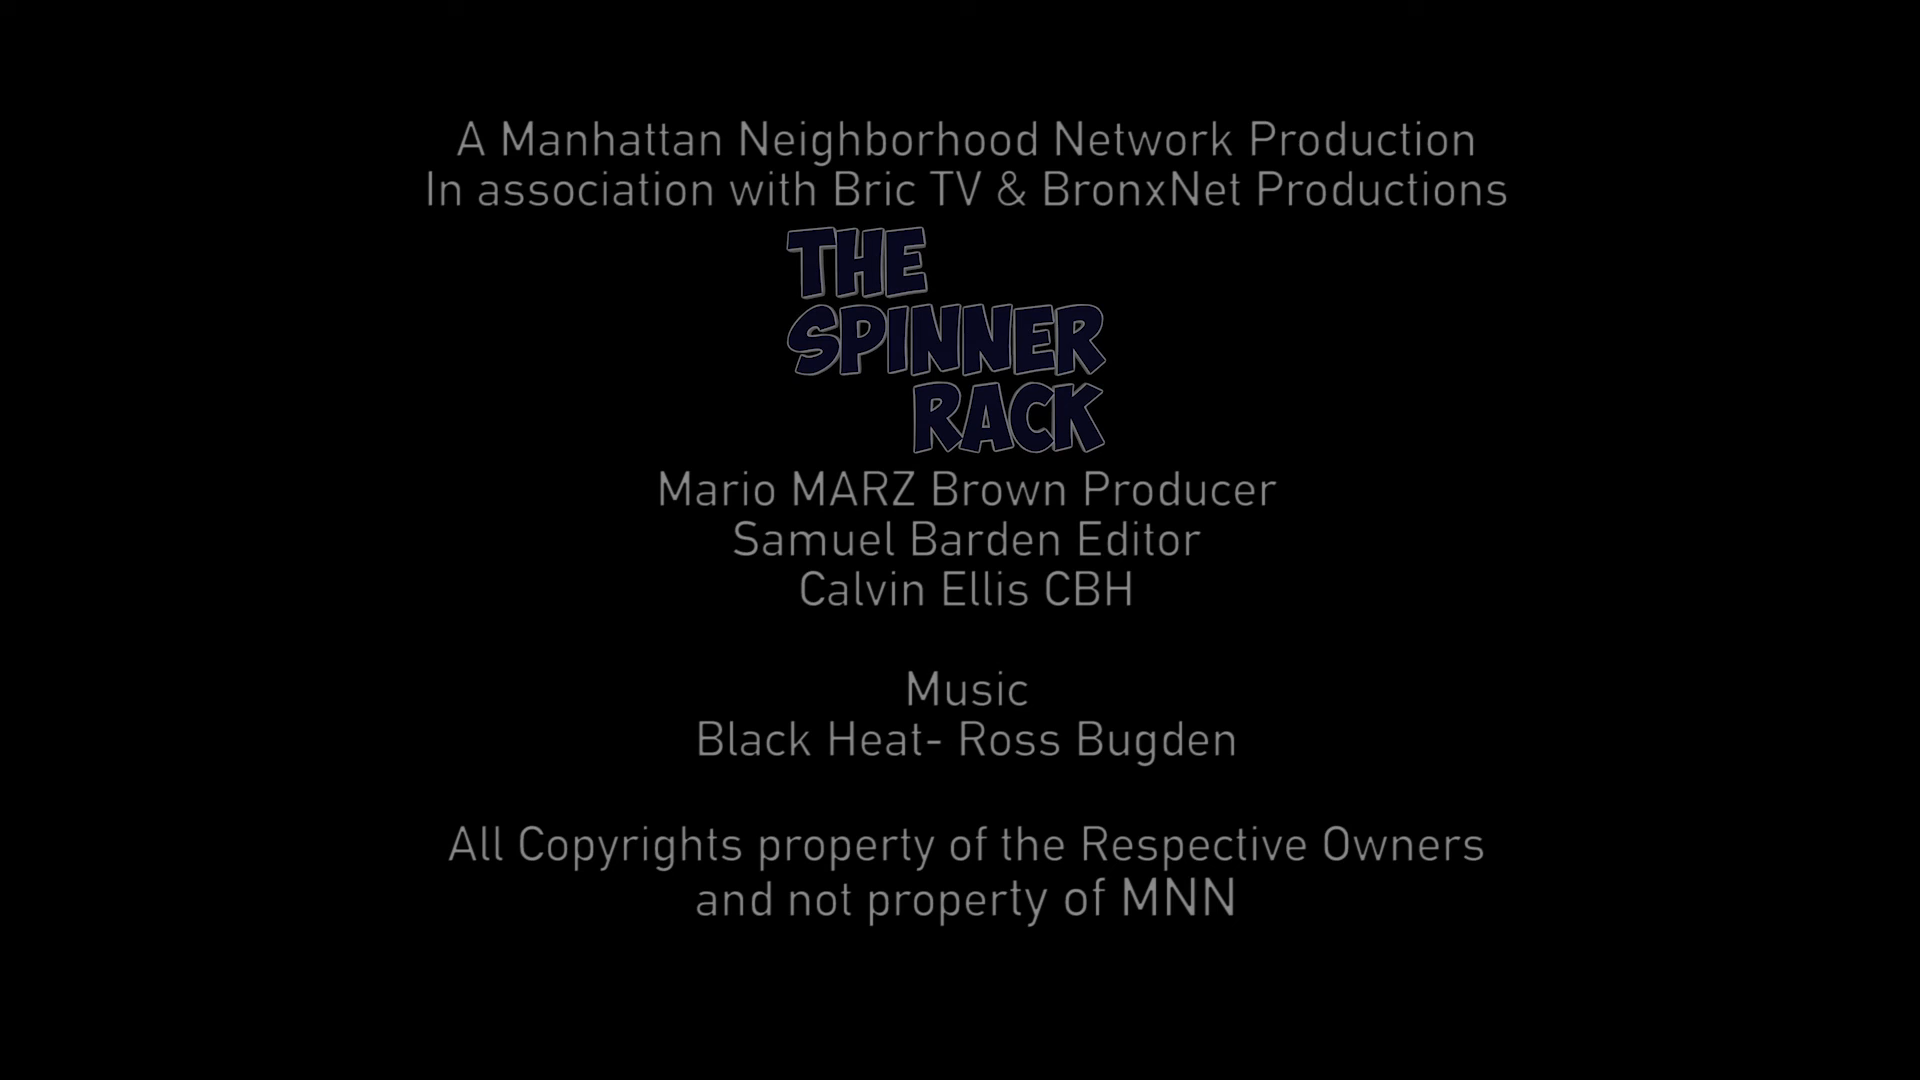 A Manhattan Neighborhood Network Production
In association with Bric TV & BronxNet Productions
THE
SPINNER
RACK
Mario MARZ Brown Producer
Samuel Barden Editor
Calvin Ellis CBH
Music
Black Heat- Ross Bugden
All Copyrights property of the Respective Owners
and not property of MNN